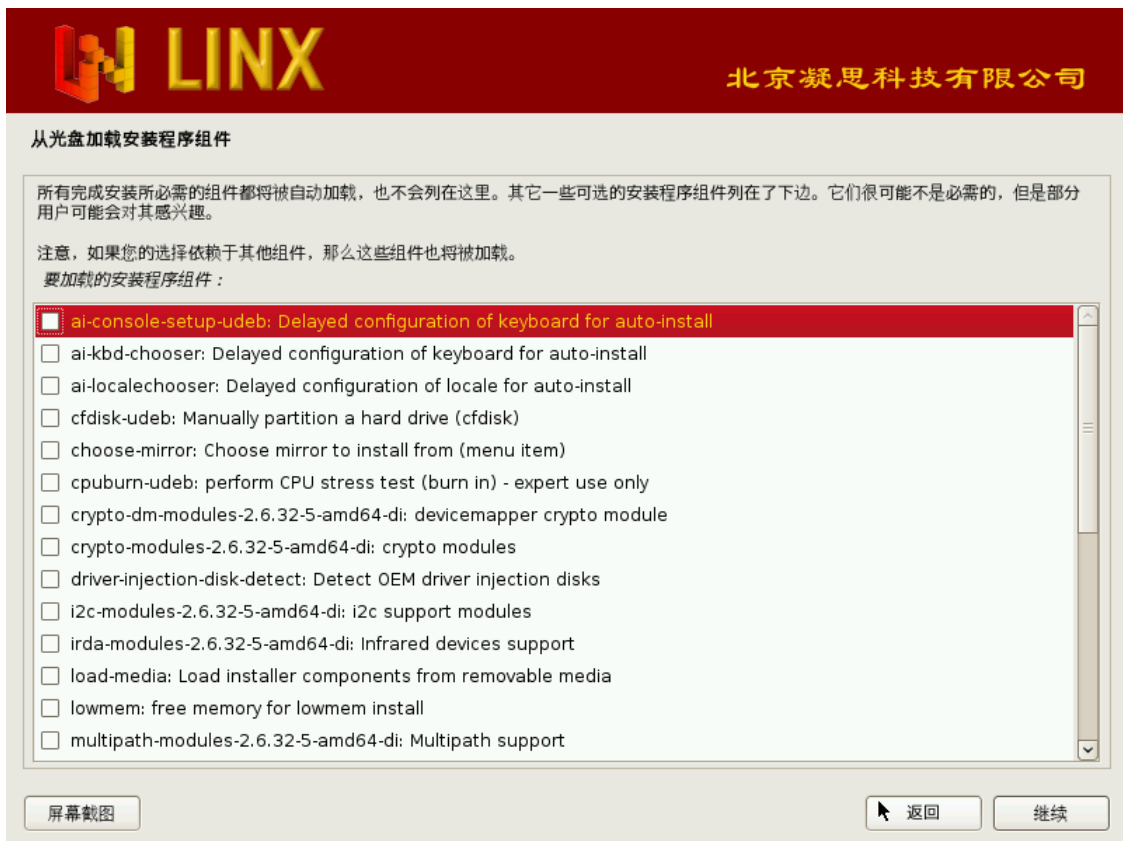 LINX
北京凝思科技有限公司
从光盘加载安装程序组件
所有完成安装所必需的组件都将被自动加载，也不会列在这里。其它一些可选的安装程序组件列在了下边。它们很可能不是必需的，但是部分
用户可能会对其感兴趣。
注意，如果您的选择依赖于其他组件，那么这些组件也将被加载。
要加载的安装程序组件：
ai-console-setup-udeb: Delayed configuration of keyboard for auto-install
ai-kbd-chooser: Delayed configuration of keyboard for auto-install
ai-localechooser: Delayed configuration of locale for auto-install
cfdisk-udeb: Manually partition a hard drive (cfdisk)
choose-mirror: Choose mirror to install from (menu item)
cpuburn-udeb: perform CPU stress test (burn in) - expert use only
crypto-dm-modules-2.6.32-5-amd64-di: devicemapper crypto module
crypto-modules-2.6.32-5-amd64-di: crypto modules
driver-injection-disk-detect: Detect OEM driver injection disks
i2c-modules-2.6.32-5-amd64-di: i2c support modules
irda-modules-2.6.32-5-amd64-di: Infrared devices support
load-media: Load installer components from removable media
lowmem: free memory for lowmem install
multipath-modules-2.6.32-5-amd64-di: Multipath support
屏幕截图 返回 继续